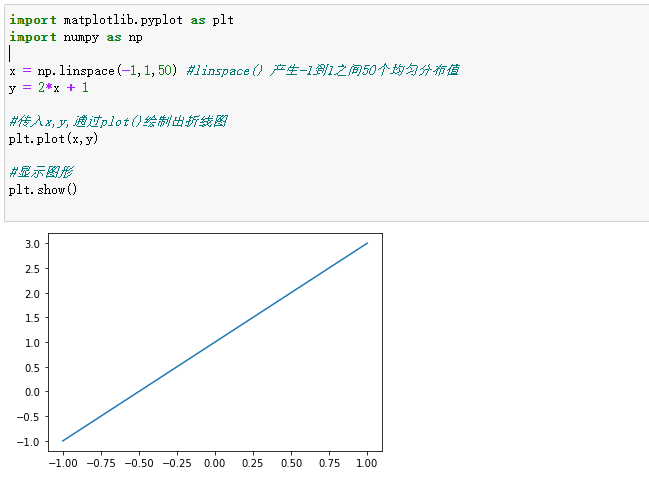 import matplotlib.pyplot as plt
import numpy as np
x = np.linspace(-1,1,50) #linspace() 产生-1到1之间50个均匀分布值
y = 2*x + 1
#传入x,y,通过plot()绘制出折线图
plt.plot(x,y)
#显示图形
plt.show()
3.0
2.5
2.0
1.5
1.0
0.5
0.0
−0.5
−1.0
−1.00 −0.75 −0.50 −0.25 0.00 0.25 0.50 0.75 1.00